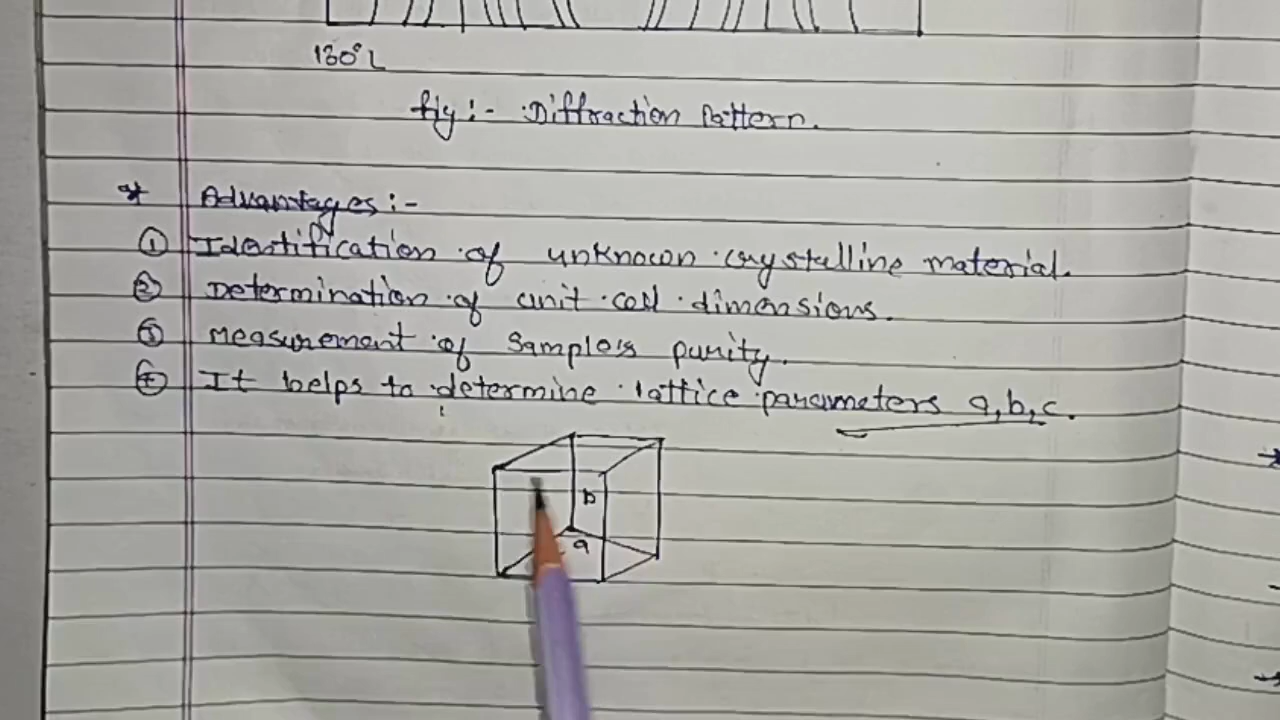 180°
fig:- Diffraction Pattern.
* Advantages:-
① Identification of unknown crystalline material.
② Determination of unit cell dimensions.
③ Measurement of sample's purity.
④ It helps to determine lattice parameters a, b, c.
b
a